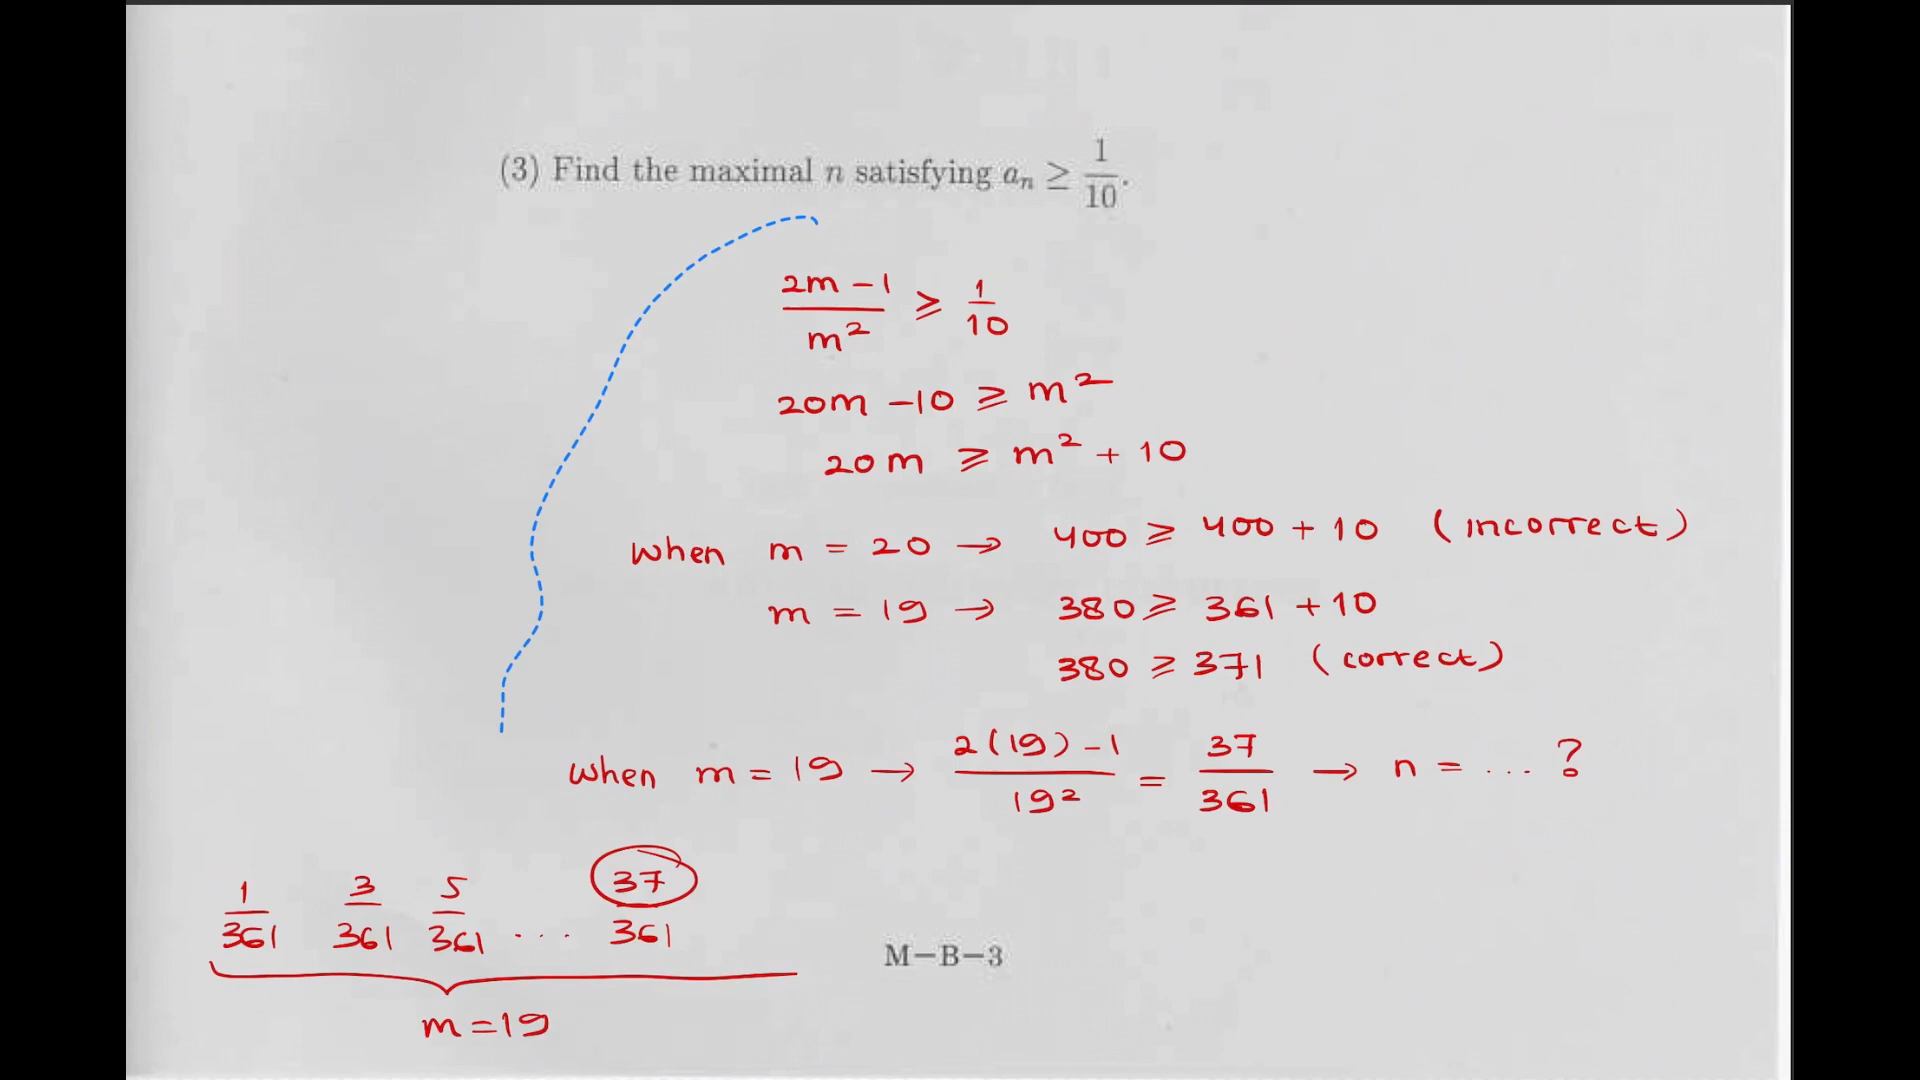 (3) Find the maximal n satisfying aₙ ≥ 1/10.
(2m - 1)/m² ≥ 1/10
20m - 10 ≥ m²
20m ≥ m² + 10
when m = 20 → 400 ≥ 400 + 10 (incorrect)
m = 19 → 380 ≥ 361 + 10
380 ≥ 371 (correct)
when m = 19 → (2(19) - 1)/19² = 37/361 → n = ... ?
1/361 3/361 5/361 ... 37/361
m = 19
M-B-3